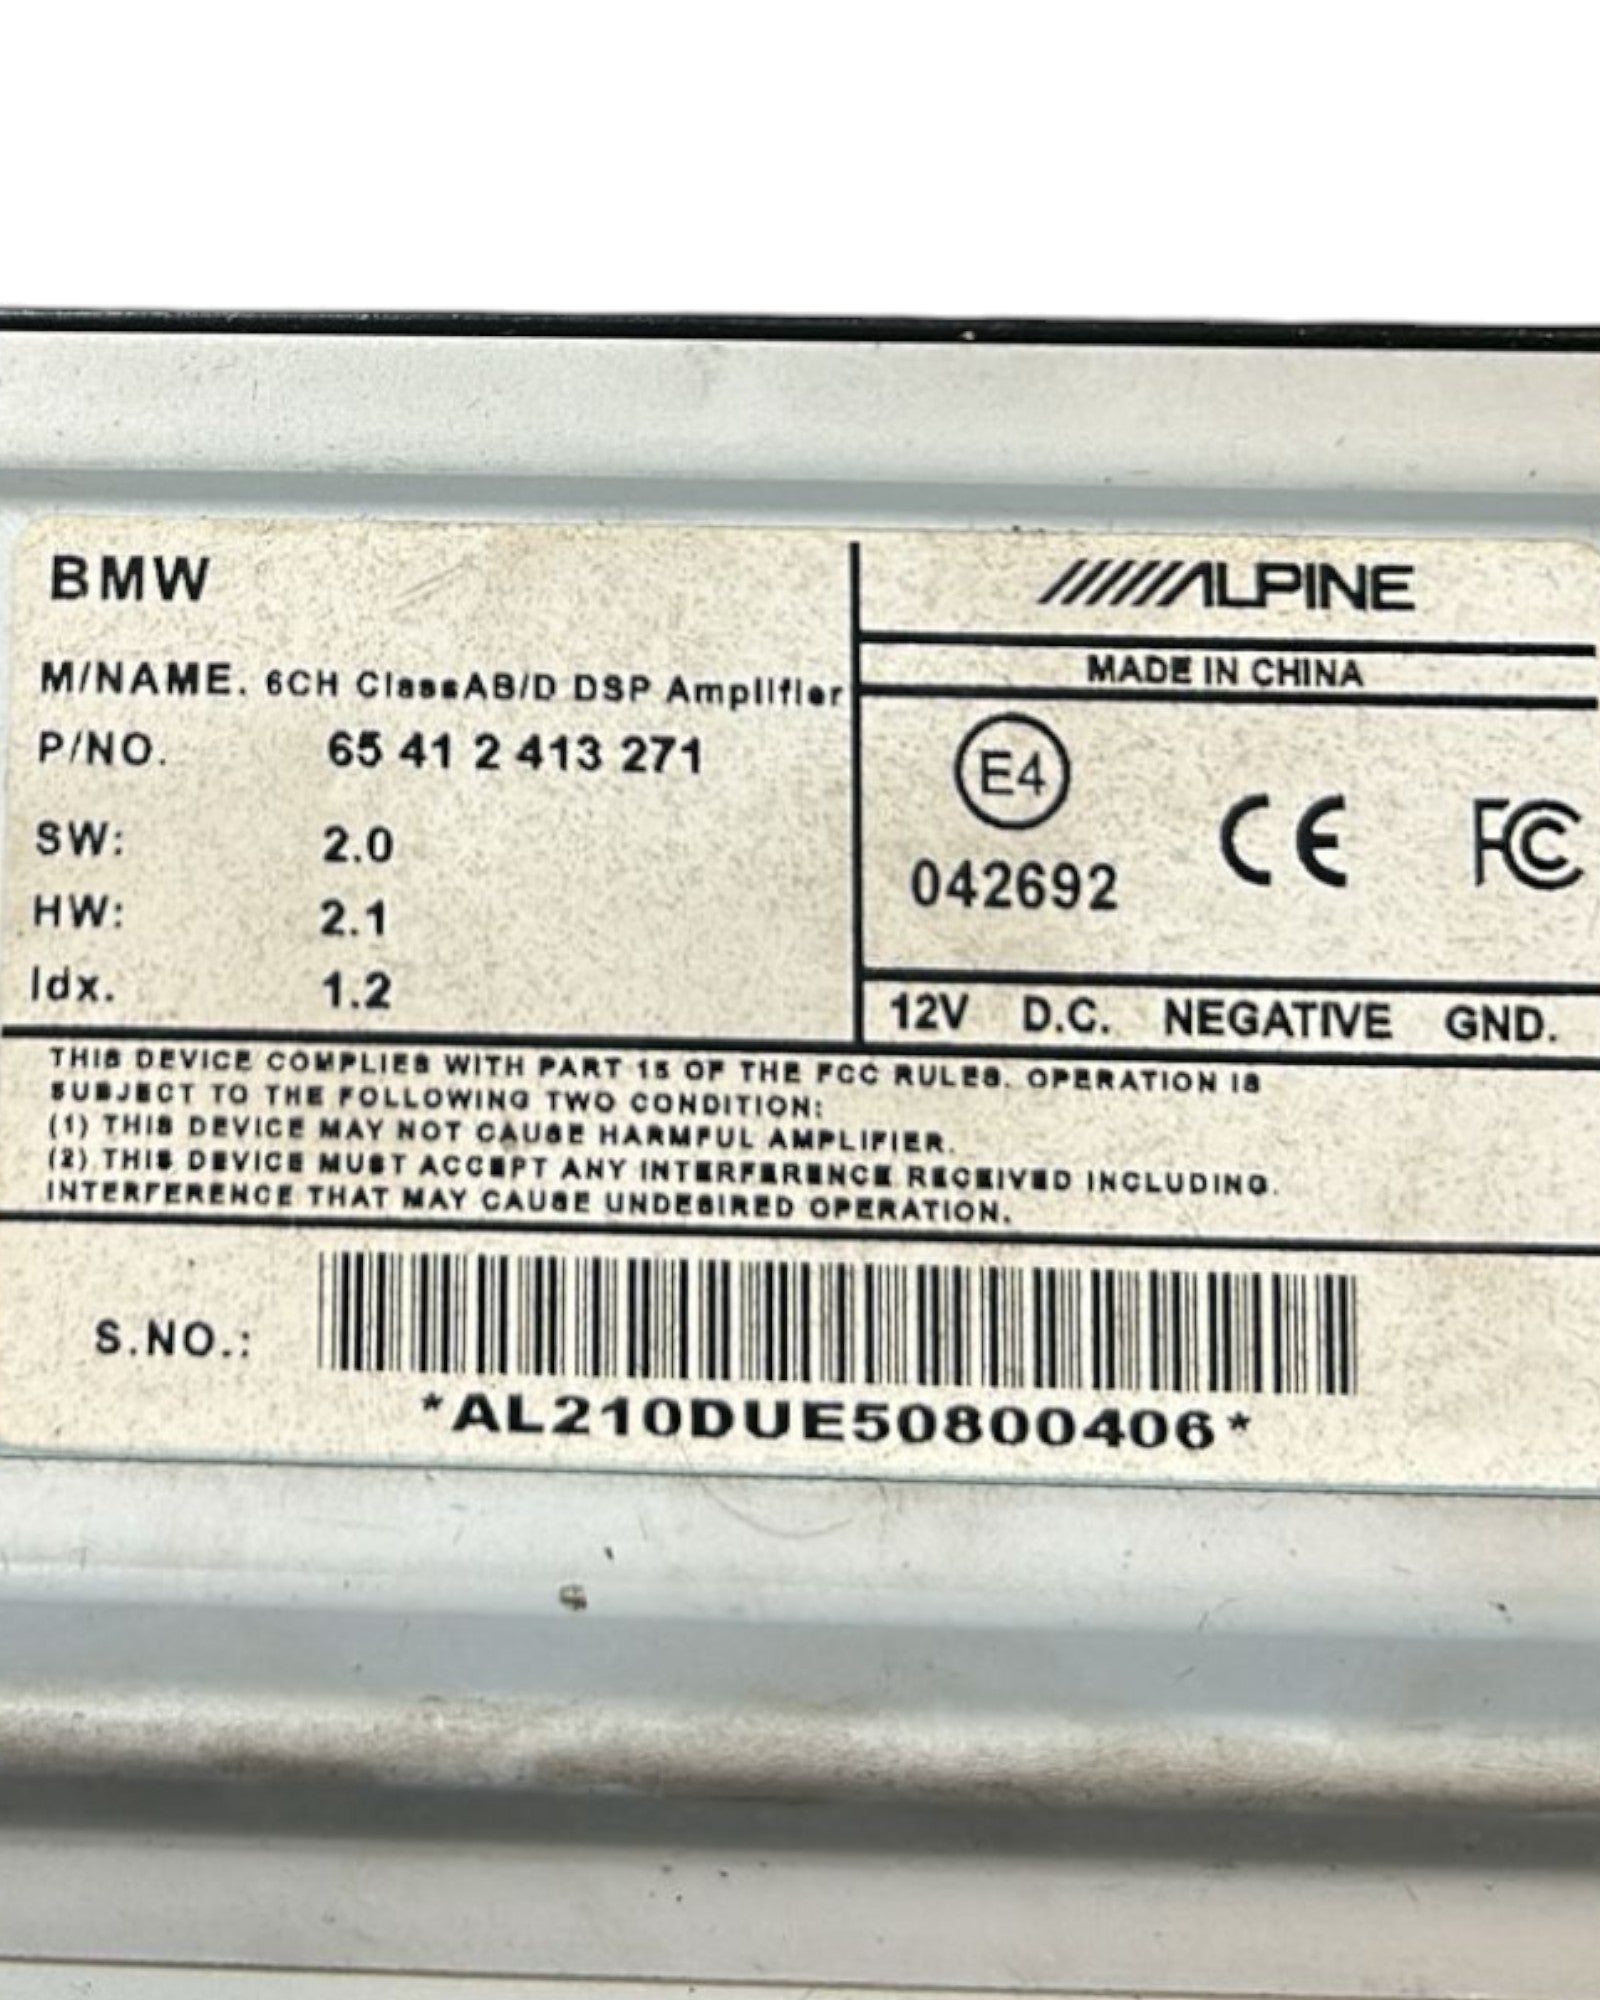 BMW
M/NAME. 6CH ClassAB/D DSP Amplifier
P/NO. 65 41 2 413 271
SW: 2.0
HW: 2.1
Idx. 1.2
ALPINE
MADE IN CHINA
E4
042692
CE
FC
12V D.C. NEGATIVE GND.
THIS DEVICE COMPLIES WITH PART 15 OF THE FCC RULES. OPERATION IS
SUBJECT TO THE FOLLOWING TWO CONDITION:
(1) THIS DEVICE MAY NOT CAUSE HARMFUL AMPLIFIER.
(2) THIS DEVICE MUST ACCEPT ANY INTERFERENCE RECEIVED INCLUDING.
INTERFERENCE THAT MAY CAUSE UNDESIRED OPERATION.
S.NO.:
*AL210DUE50800406*